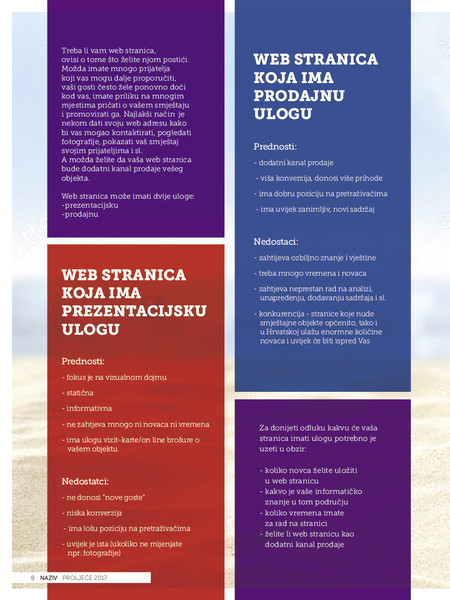 Treba li vam web stranica,
ovisi o tome što želite njom postići.
Možda imate mnogo prijatelja
koji vas mogu dalje proporučiti,
vaši gosti često žele ponovno doći
kod vas, imate priliku na mnogim
mjestima pričati o vašem smještaju
i promovirati ga. Najlakši način je
nekom dati svoju web adresu kako
bi vas mogao kontaktirati, pogledati
fotografije, pokazati vaš smještaj
svojim prijateljima i sl.
A možda želite da vaša web stranica
bude dodatni kanal prodaje vešeg
objekta.
Web stranica može imati dvije uloge:
-prezentacijsku
-prodajnu
WEB STRANICA
KOJA IMA
PREZENTACIJSKU
ULOGU
Prednosti:
- fokus je na vizualnom dojmu
- statična
- informativna
- ne zahtjeva mnogo ni novaca ni vremena
- ima ulogu vizit-karte/on line brošure o
vašem objektu
Nedostatci:
- ne donosi "nove goste"
- niska konverzija
- ima lošu poziciju na pretraživačima
- uvijek je ista (ukoliko ne mijenjate
npr. fotografije)
WEB STRANICA
KOJA IMA
PRODAJNU
ULOGU
Prednosti:
- dodatni kanal prodaje
- viša konverzija, donosi više prihode
- ima dobru poziciju na pretraživačima
- ima uvijek zanimljiv, novi sadržaj
Nedostaci:
- zahtijeva ozbiljno znanje i vještine
- treba mnogo vremena i novaca
- zahtjeva neprestan rad na analizi,
unapređenju, dodavanju sadržaja i sl.
- konkurencija - stranice koje nude
smještajne objekte općenito, tako i
u Hrvatskoj ulažu enormne količine
novaca i uvijek će biti ispred Vas
Za donijeti odluku kakvu će vaša
stranica imati ulogu potrebno je
uzeti u obzir:
- koliko novca želite uložiti
u web stranicu
- kakvo je vaše informatičko
znanje u tom području
- koliko vremena imate
za rad na stranici
- želite li web stranicu kao
dodatni kanal prodaje
8 NAZIV PROLJEĆE 2017